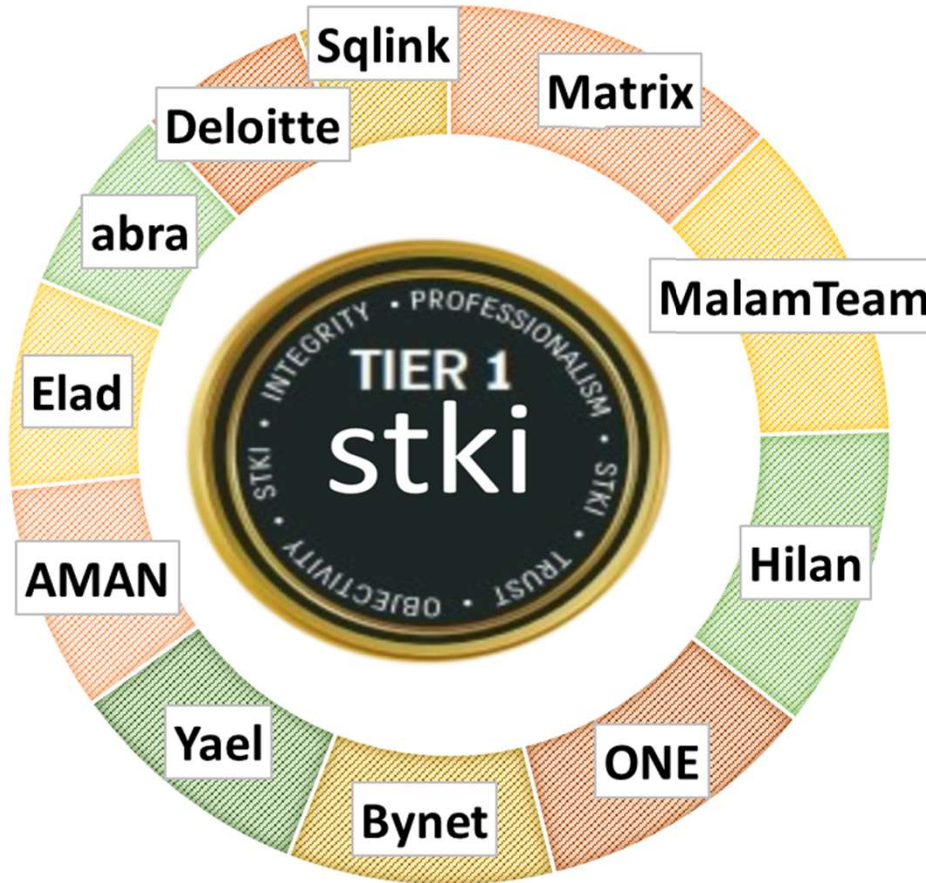 Sqlink
Matrix
Deloitte
abra
MalamTeam
Elad
INTEGRITY • PROFESSIONALISM • STKI • TRUST • OBJECTIVITY • STKI •
TIER 1
stki
Hilan
AMAN
Yael
ONE
Bynet